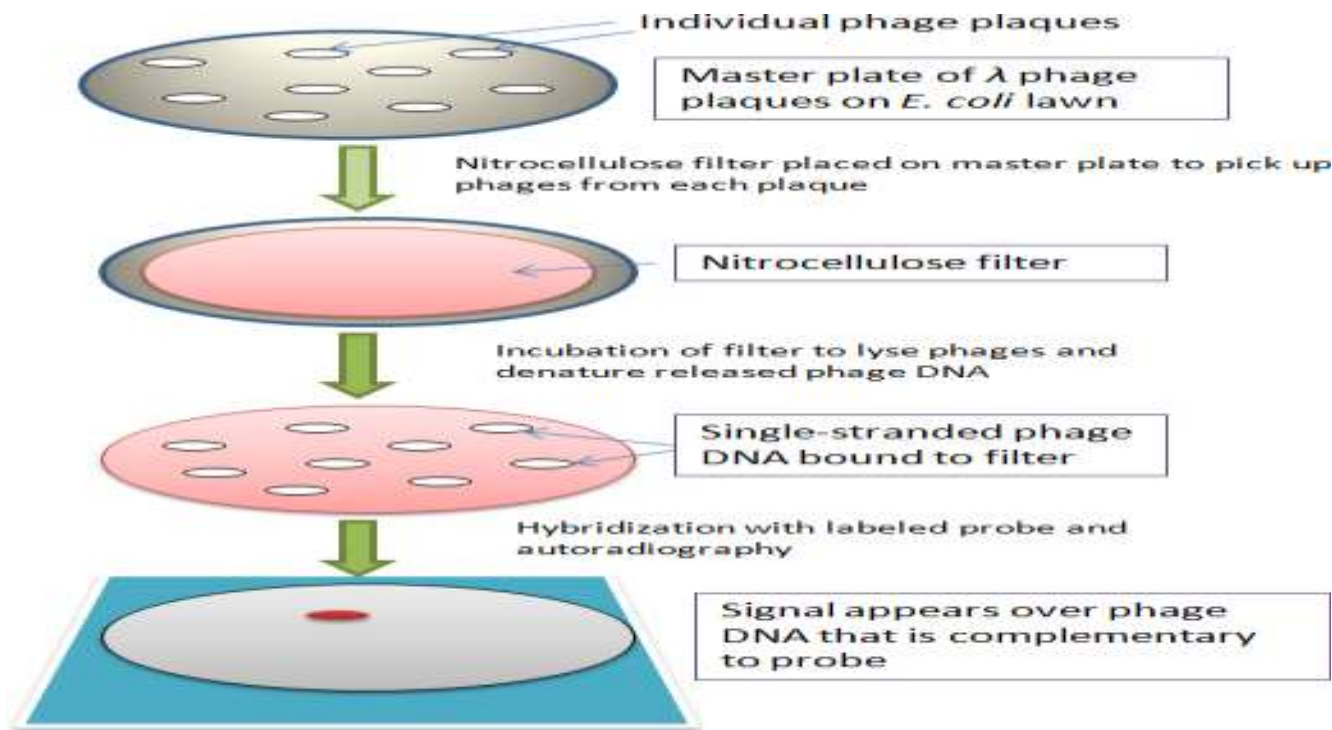 Individual phage plaques
Master plate of λ phage
plaques on E. coli lawn
Nitrocellulose filter placed on master plate to pick up
phages from each plaque
Nitrocellulose filter
Incubation of filter to lyse phages and
denature released phage DNA
Single-stranded phage
DNA bound to filter
Hybridization with labeled probe and
autoradiography
Signal appears over phage
DNA that is complementary
to probe